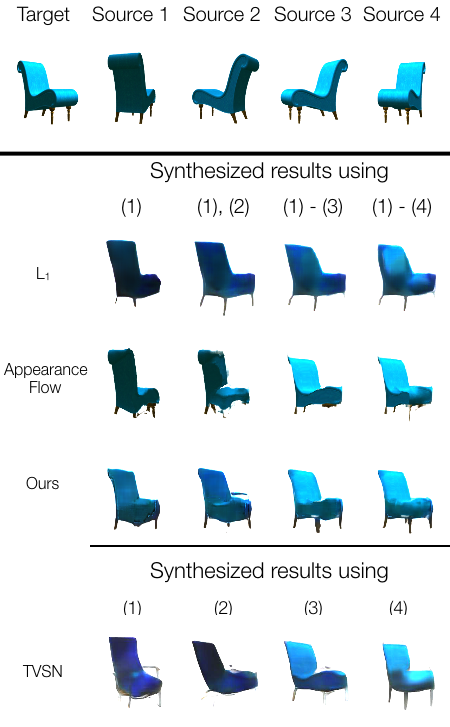 Target Source 1 Source 2 Source 3 Source 4
Synthesized results using
(1) (1), (2) (1) - (3) (1) - (4)
L₁
Appearance
Flow
Ours
Synthesized results using
(1) (2) (3) (4)
TVSN